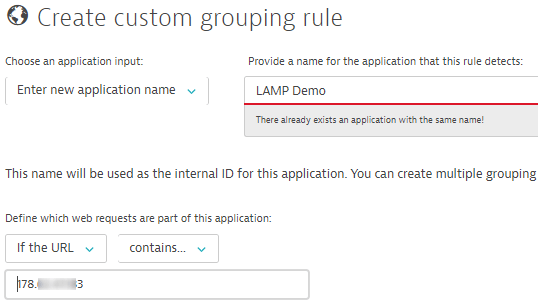 Create custom grouping rule
Choose an application input:
Provide a name for the application that this rule detects:
Enter new application name
LAMP Demo
There already exists an application with the same name!
This name will be used as the internal ID for this application. You can create multiple grouping
Define which web requests are part of this application:
If the URL
contains...
178.